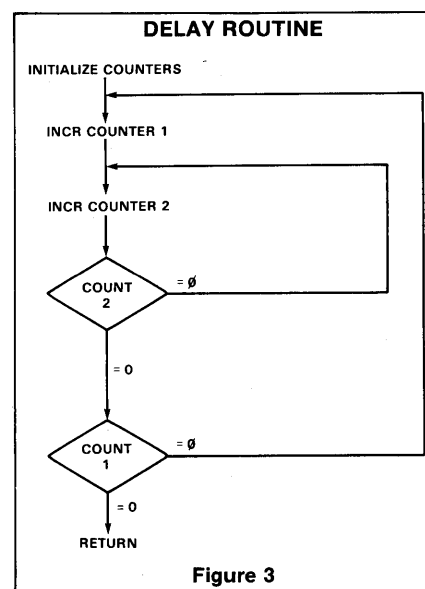 DELAY ROUTINE
INITIALIZE COUNTERS
INCR COUNTER 1
INCR COUNTER 2
COUNT
2
= Ø
= 0
COUNT
1
= Ø
= 0
RETURN
Figure 3